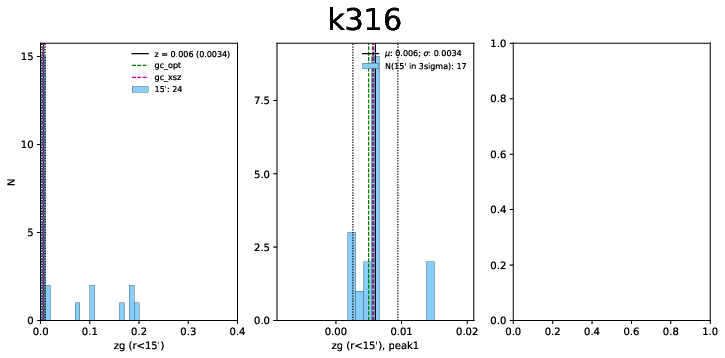 k316
z = 0.006 (0.0034)
gc_opt
gc_xsz
15': 24
N
15
10
5
0
0.0 0.1 0.2 0.3 0.4
zg (r<15')
μ: 0.006; σ: 0.0034
N(15' in 3sigma): 17
7.5
5.0
2.5
0.0
0.00 0.01 0.02
zg (r<15'), peak1
1.0
0.8
0.6
0.4
0.2
0.0
0.0 0.2 0.4 0.6 0.8 1.0